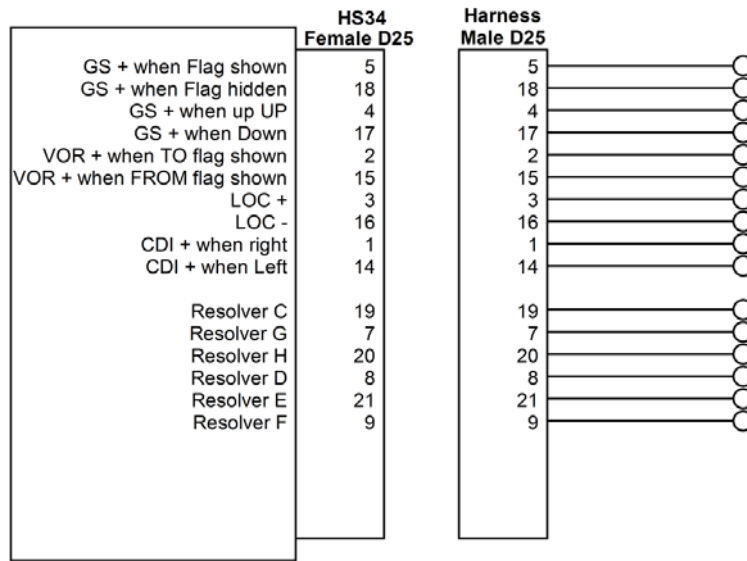 HS34 Harness
Female D25 Male D25
GS + when Flag shown 5 5
GS + when Flag hidden 18 18
GS + when up UP 4 4
GS + when Down 17 17
VOR + when TO flag shown 2 2
VOR + when FROM flag shown 15 15
LOC + 3 3
LOC - 16 16
CDI + when right 1 1
CDI + when Left 14 14
Resolver C 19 19
Resolver G 7 7
Resolver H 20 20
Resolver D 8 8
Resolver E 21 21
Resolver F 9 9